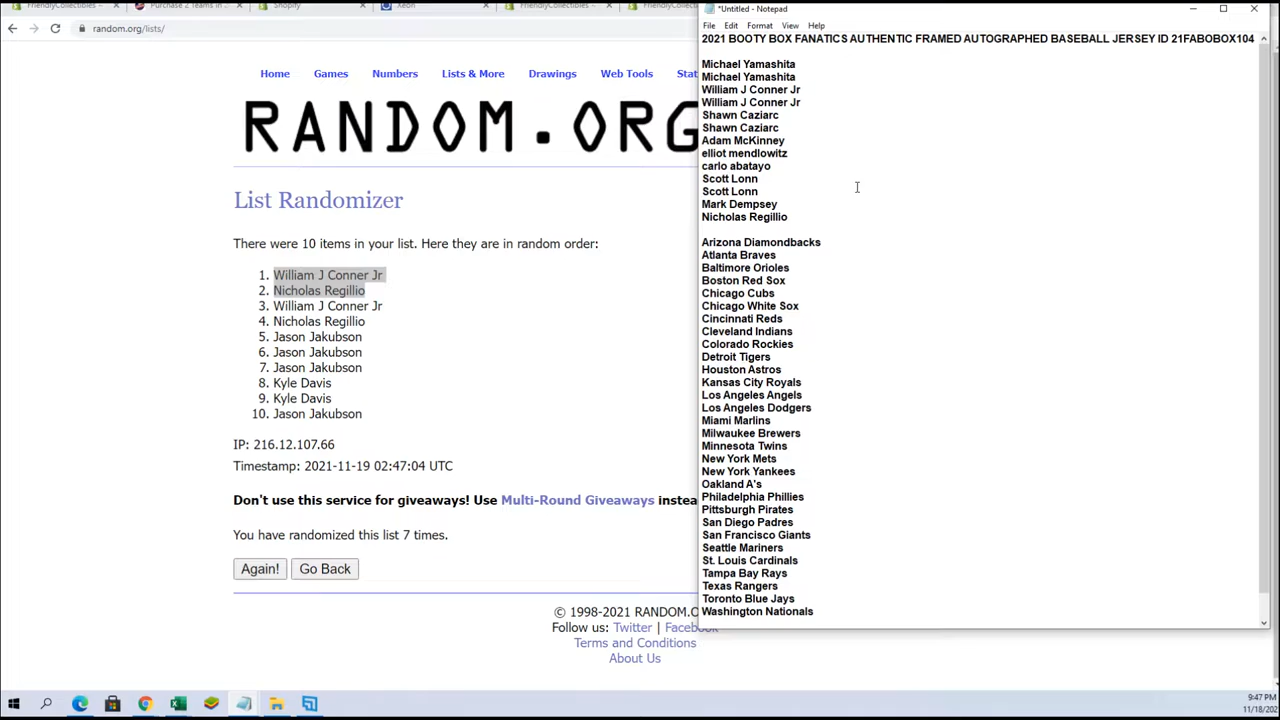 FriendlyCollectibles
Purchase 2 Teams in
Shopify
Xeon
FriendlyCollectibles
FriendlyCollectibles
random.org/lists/
Home Games Numbers Lists & More Drawings Web Tools
RANDOM.ORG
List Randomizer
There were 10 items in your list. Here they are in random order:
1. William J Conner Jr
2. Nicholas Regillio
3. William J Conner Jr
4. Nicholas Regillio
5. Jason Jakubson
6. Jason Jakubson
7. Jason Jakubson
8. Kyle Davis
9. Kyle Davis
10. Jason Jakubson
IP: 216.12.107.66
Timestamp: 2021-11-19 02:47:04 UTC
Don't use this service for giveaways! Use Multi-Round Giveaways
You have randomized this list 7 times.
Again! Go Back
© 1998-2021 RANDOM.O
Follow us: Twitter | Facebook
Terms and Conditions
About Us
*Untitled - Notepad
File Edit Format View Help
2021 BOOTY BOX FANATICS AUTHENTIC FRAMED AUTOGRAPHED BASEBALL JERSEY ID 21FABOBOX104
Michael Yamashita
Michael Yamashita
William J Conner Jr
William J Conner Jr
Shawn Caziarc
Shawn Caziarc
Adam McKinney
elliot mendlowitz
carlo abatayo
Scott Lonn
Scott Lonn
Mark Dempsey
Nicholas Regillio
Arizona Diamondbacks
Atlanta Braves
Baltimore Orioles
Boston Red Sox
Chicago Cubs
Chicago White Sox
Cincinnati Reds
Cleveland Indians
Colorado Rockies
Detroit Tigers
Houston Astros
Kansas City Royals
Los Angeles Angels
Los Angeles Dodgers
Miami Marlins
Milwaukee Brewers
Minnesota Twins
New York Mets
New York Yankees
Oakland A's
Philadelphia Phillies
Pittsburgh Pirates
San Diego Padres
San Francisco Giants
Seattle Mariners
St. Louis Cardinals
Tampa Bay Rays
Texas Rangers
Toronto Blue Jays
Washington Nationals
9:47 PM
11/18/202